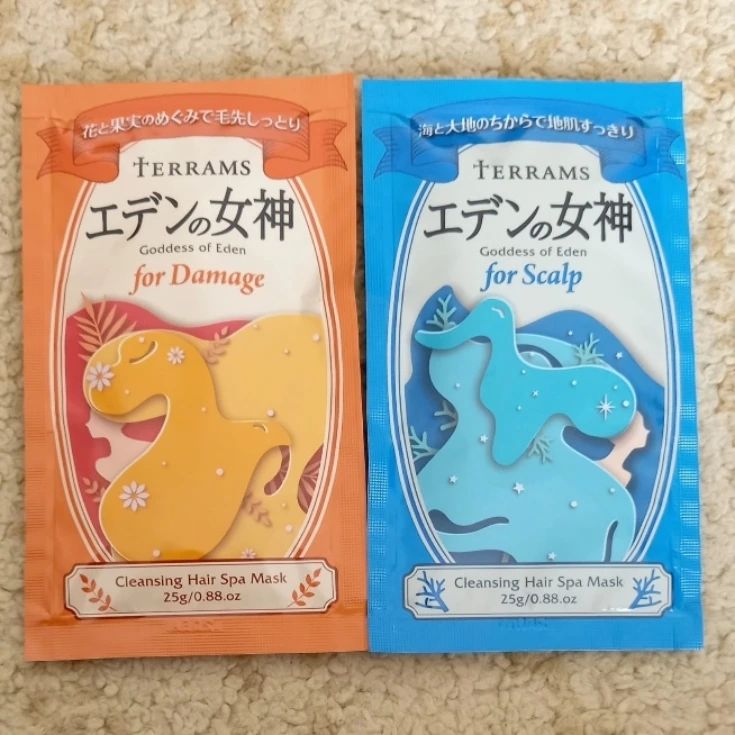 花と果実のめぐみで毛先しっとり
TERRAMS
エデンの女神
Goddess of Eden
for Damage
Cleansing Hair Spa Mask
25g/0.88.oz
海と大地のちからで地肌すっきり
TERRAMS
エデンの女神
Goddess of Eden
for Scalp
Cleansing Hair Spa Mask
25g/0.88.oz